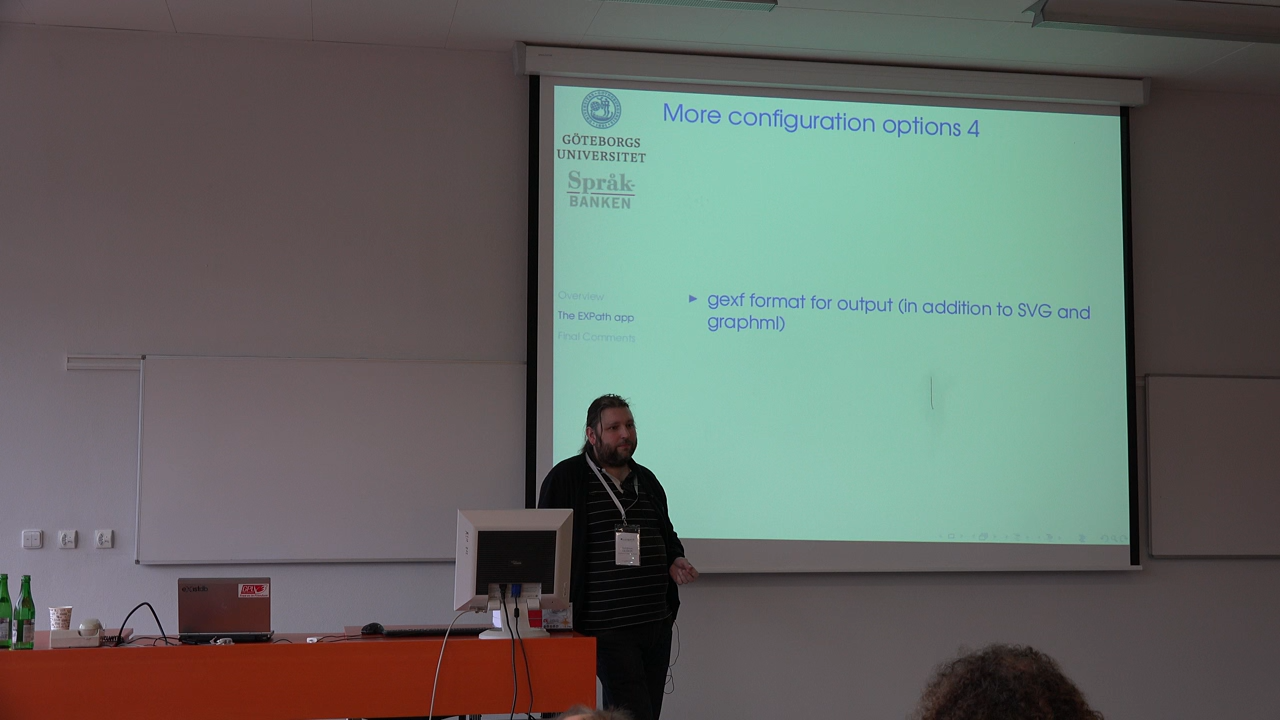 More configuration options 4
GÖTEBORGS
UNIVERSITET
Språk-
BANKEN
Overview
The EXPath app
Final Comments
gexf format for output (in addition to SVG and
graphml)